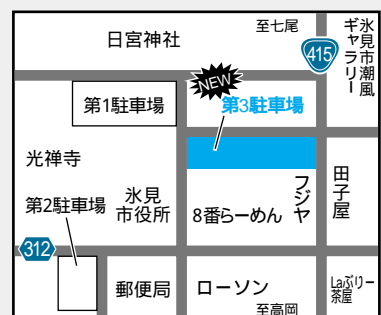 日宮神社
至七尾
415
氷見市潮風
ギャラリー
NEW
第1駐車場
第3駐車場
光禅寺
第2駐車場
氷見
市役所
8番らーめん
フジヤ
田子屋
312
郵便局
ローソン
至高岡
Laぷりー
茶屋